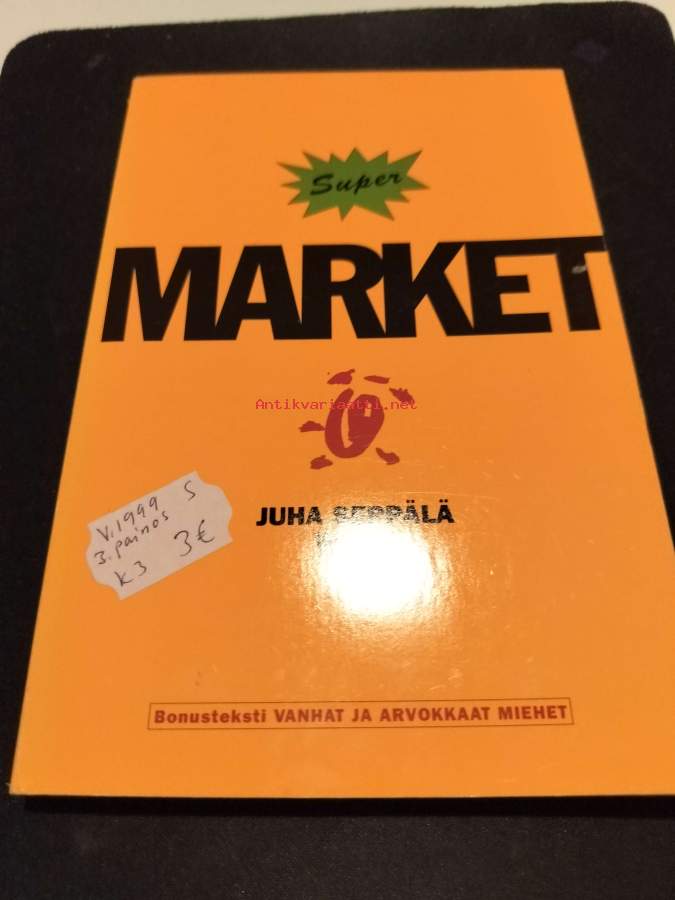 Super
MARKET
Antikvariaatti.net
JUHA SEPPÄLÄ
V.1999 S
3. painos
K3 3€
Bonusteksti VANHAT JA ARVOKKAAT MIEHET